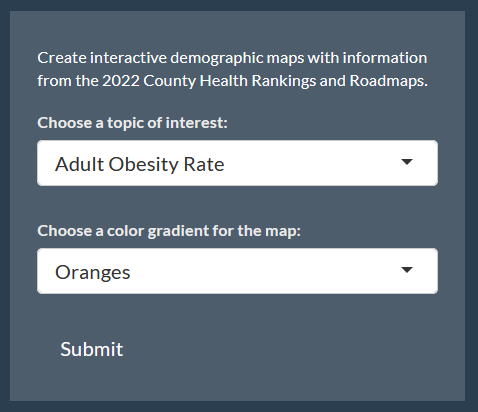 Create interactive demographic maps with information
from the 2022 County Health Rankings and Roadmaps.
Choose a topic of interest:
Adult Obesity Rate
Choose a color gradient for the map:
Oranges
Submit